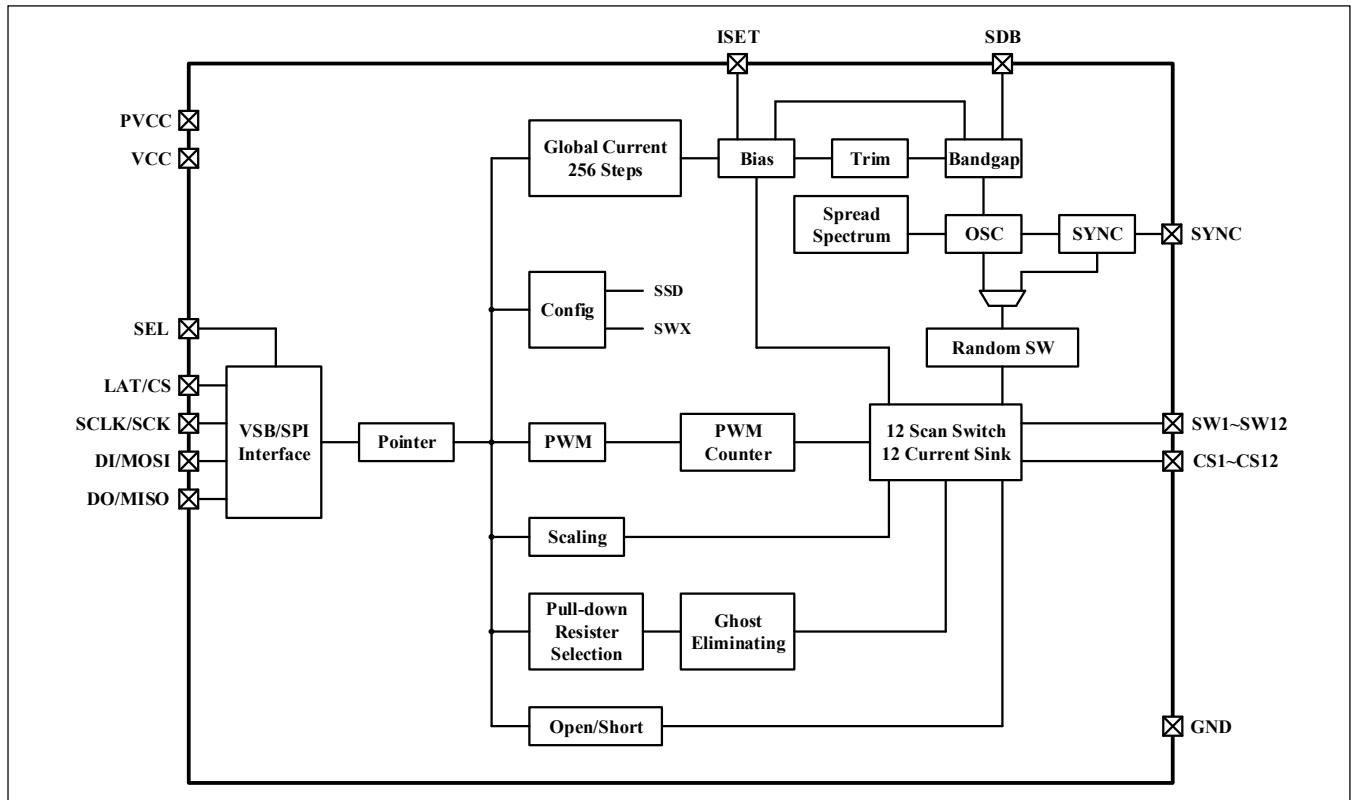 ISET
SDB
PVCC
VCC
Global Current
256 Steps
Bias
Trim
Bandgap
Spread
Spectrum
OSC
SYNC
SYNC
Config
SSD
SWX
SEL
Random SW
LAT/CS
SCLK/SCK
DI/MOSI
DO/MISO
VSB/SPI
Interface
Pointer
PWM
PWM
Counter
12 Scan Switch
12 Current Sink
SW1~SW12
CS1~CS12
Scaling
Pull-down
Resister
Selection
Ghost
Eliminating
Open/Short
GND